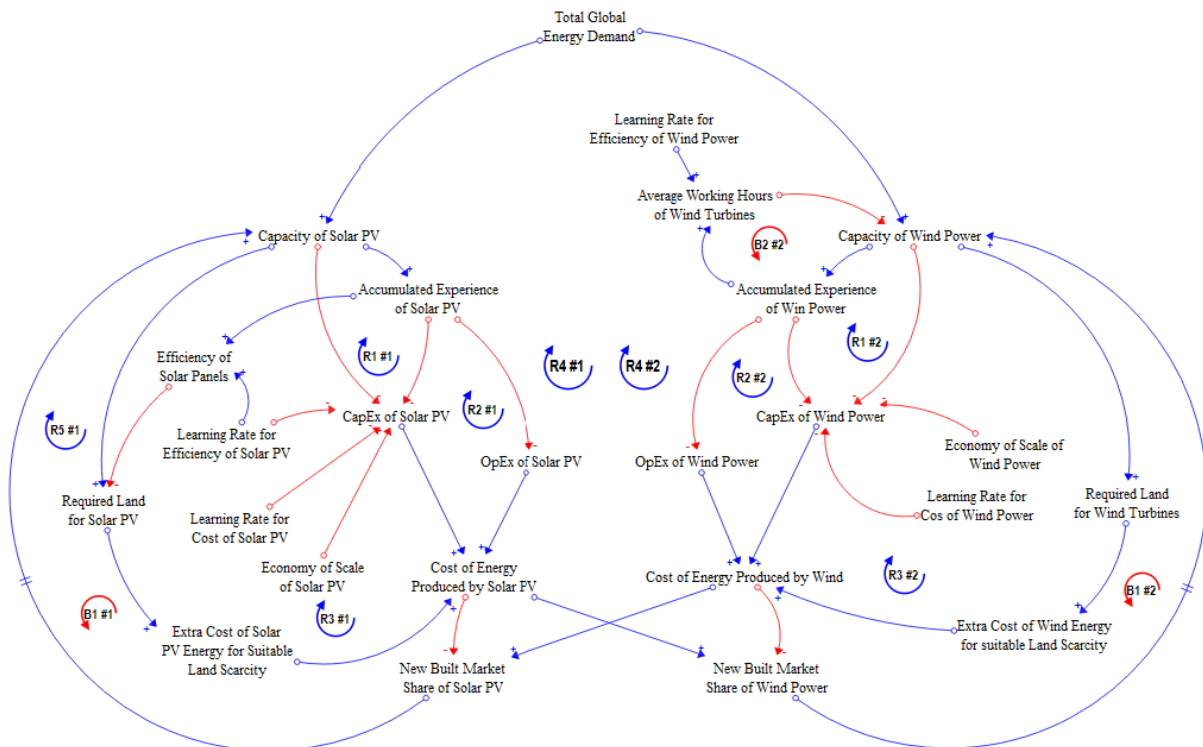 Total Global
Energy Demand
Learning Rate for
Efficiency of Wind Power
Average Working Hours
of Wind Turbines
Capacity of Solar PV
B2 #2
Capacity of Wind Power
Accumulated Experience
of Solar PV
Accumulated Experience
of Win Power
R1 #1
R4 #1
R4 #2
R1 #2
Efficiency of
Solar Panels
R2 #1
R2 #2
R5 #1
CapEx of Solar PV
CapEx of Wind Power
Learning Rate for
Efficiency of Solar PV
OpEx of Solar PV
OpEx of Wind Power
Economy of Scale of
Wind Power
Required Land
for Solar PV
Learning Rate for
Cost of Solar PV
Learning Rate for
Cos of Wind Power
Required Land
for Wind Turbines
Economy of Scale
of Solar PV
Cost of Energy
Produced by Solar PV
Cost of Energy Produced by Wind
R3 #2
B1 #1
R3 #1
B1 #2
Extra Cost of Solar
PV Energy for Suitable
Land Scarcity
Extra Cost of Wind Energy
for suitable Land Scarcity
New Built Market
Share of Solar PV
New Built Market
Share of Wind Power